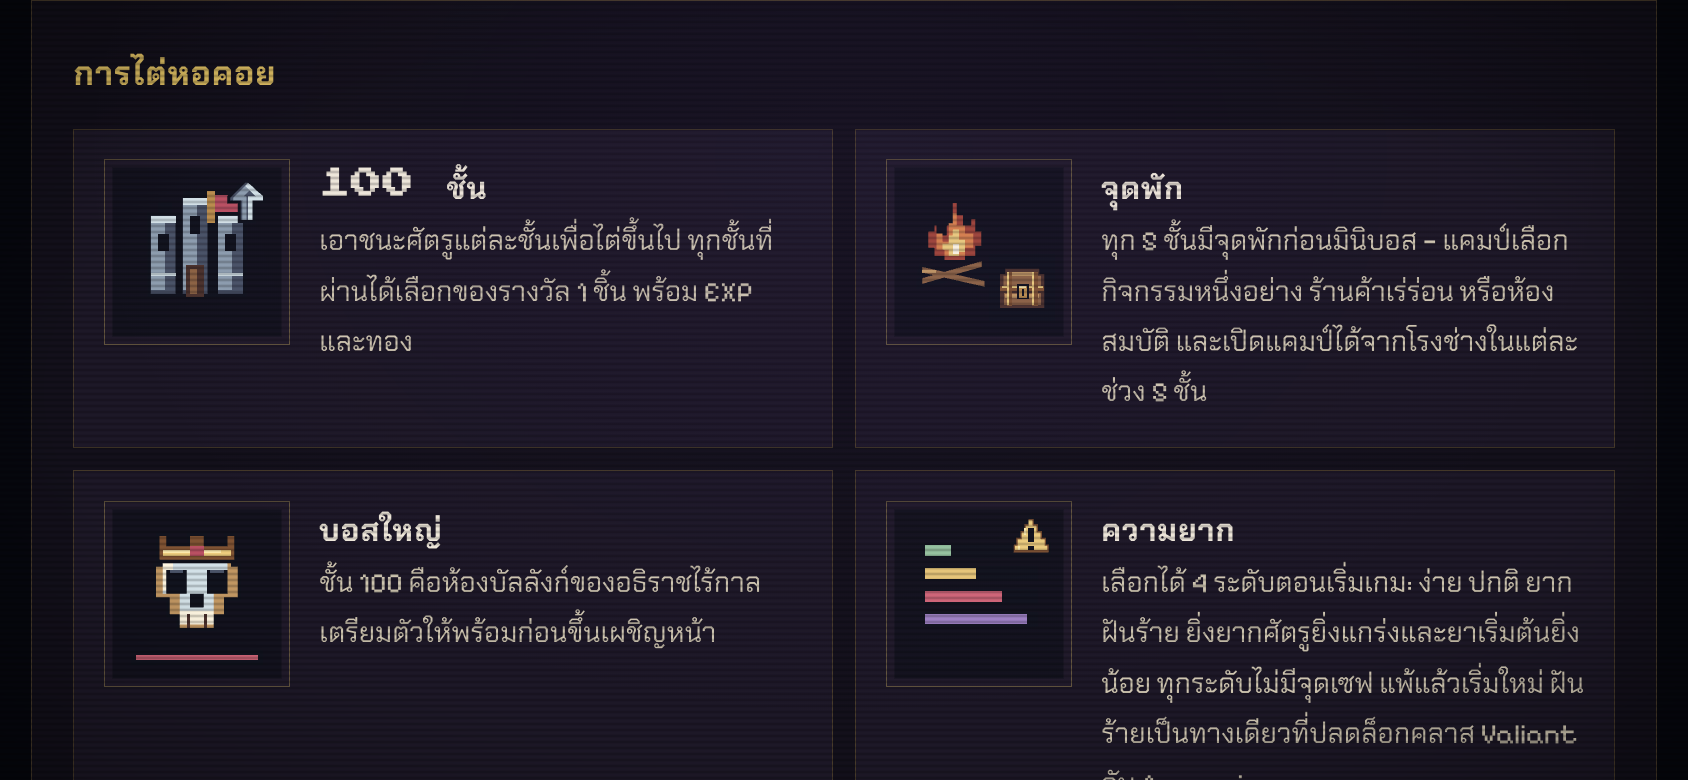 การไต่หอคอย
100 ชั้น
เอาชนะศัตรูแต่ละชั้นเพื่อไต่ขึ้นไป ทุกชั้นที่
ผ่านได้เลือกของรางวัล 1 ชิ้น พร้อม EXP
และทอง
จุดพัก
ทุก 5 ชั้นมีจุดพักก่อนมินิบอส - แคมป์เลือก
กิจกรรมหนึ่งอย่าง ร้านค้าเร่ร่อน หรือห้อง
สมบัติ และเปิดแคมป์ได้จากโรงช่างในแต่ละ
ช่วง 5 ชั้น
บอสใหญ่
ชั้น 100 คือห้องบัลลังก์ของอธิราชไร้กาล
เตรียมตัวให้พร้อมก่อนขึ้นเผชิญหน้า
ความยาก
เลือกได้ 4 ระดับตอนเริ่มเกม: ง่าย ปกติ ยาก
ฝันร้าย ยิ่งยากศัตรูยิ่งแกร่งและยาเริ่มต้นยิ่ง
น้อย ทุกระดับไม่มีจุดเซฟ แพ้แล้วเริ่มใหม่ ฝัน
ร้ายเป็นทางเดียวที่ปลดล็อกคลาส Valiant